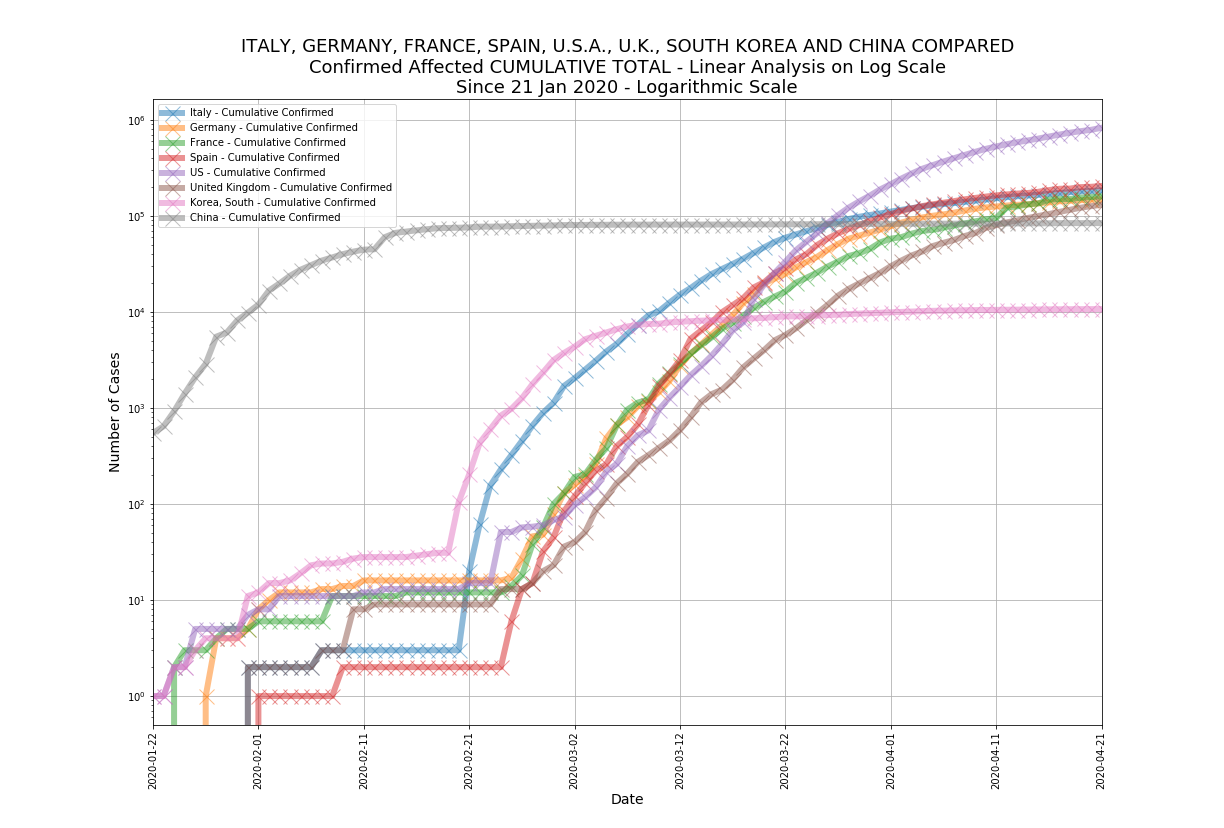 ITALY, GERMANY, FRANCE, SPAIN, U.S.A., U.K., SOUTH KOREA AND CHINA COMPARED
Confirmed Affected CUMULATIVE TOTAL - Linear Analysis on Log Scale
Since 21 Jan 2020 - Logarithmic Scale
Italy - Cumulative Confirmed
Germany - Cumulative Confirmed
France - Cumulative Confirmed
Spain - Cumulative Confirmed
US - Cumulative Confirmed
United Kingdom - Cumulative Confirmed
Korea, South - Cumulative Confirmed
China - Cumulative Confirmed
Number of Cases
10⁶
10⁵
10⁴
10³
10²
10¹
10⁰
2020-01-22
2020-02-01
2020-02-11
2020-02-21
2020-03-02
2020-03-12
2020-03-22
2020-04-01
2020-04-11
2020-04-21
Date